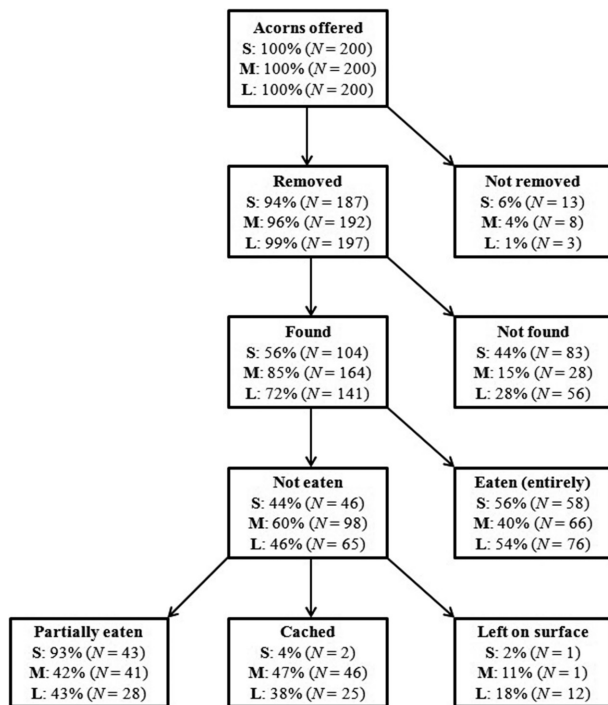 Acorns offered
S: 100% (N = 200)
M: 100% (N = 200)
L: 100% (N = 200)
Removed
S: 94% (N = 187)
M: 96% (N = 192)
L: 99% (N = 197)
Not removed
S: 6% (N = 13)
M: 4% (N = 8)
L: 1% (N = 3)
Found
S: 56% (N = 104)
M: 85% (N = 164)
L: 72% (N = 141)
Not found
S: 44% (N = 83)
M: 15% (N = 28)
L: 28% (N = 56)
Not eaten
S: 44% (N = 46)
M: 60% (N = 98)
L: 46% (N = 65)
Eaten (entirely)
S: 56% (N = 58)
M: 40% (N = 66)
L: 54% (N = 76)
Partially eaten
S: 93% (N = 43)
M: 42% (N = 41)
L: 43% (N = 28)
Cached
S: 4% (N = 2)
M: 47% (N = 46)
L: 38% (N = 25)
Left on surface
S: 2% (N = 1)
M: 11% (N = 1)
L: 18% (N = 12)